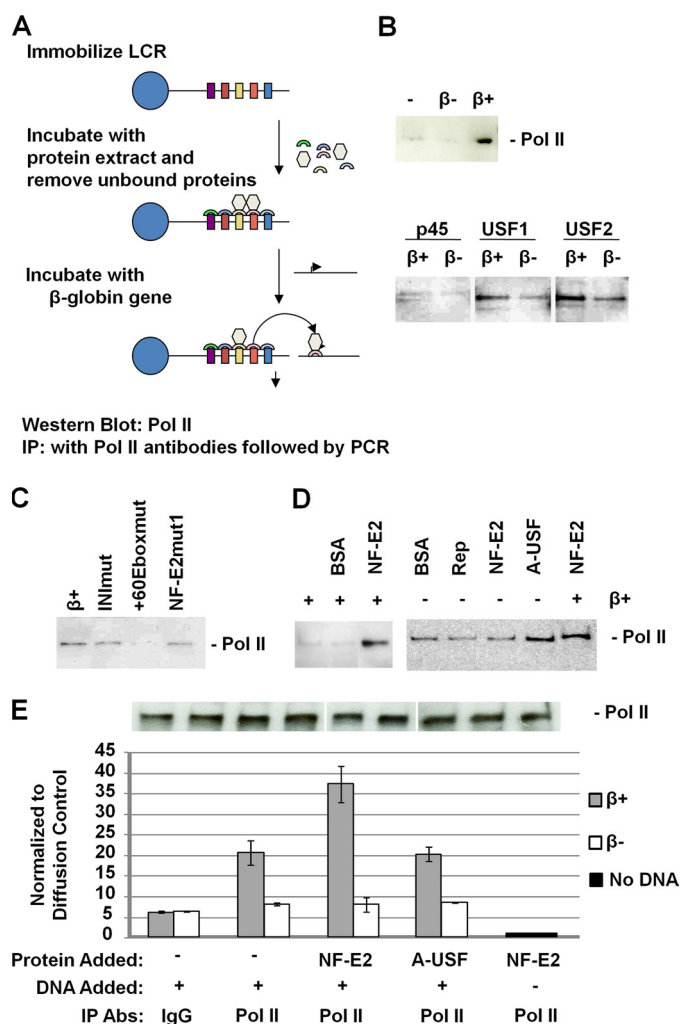 A
Immobilize LCR
Incubate with
protein extract and
remove unbound proteins
Incubate with
β-globin gene
Western Blot: Pol II
IP: with Pol II antibodies followed by PCR
B
- β- β+
- Pol II
p45 USF1 USF2
β+ β- β+ β- β+ β-
C
β+ INImut +60Eboxmut NF-E2mut1
- Pol II
D
BSA NF-E2 BSA Rep NF-E2 A-USF NF-E2
+ + + - - - - + β+
- Pol II
E
- Pol II
Normalized to
Diffusion Control
45
40
35
30
25
20
15
10
5
0
β+
β-
No DNA
Protein Added: - - NF-E2 A-USF NF-E2
DNA Added: + + + + -
IP Abs: IgG Pol II Pol II Pol II Pol II